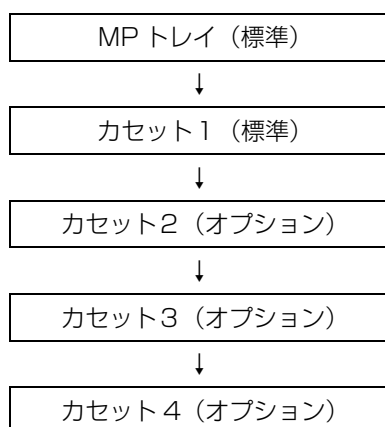 MP トレイ（標準）
↓
カセット１（標準）
↓
カセット２（オプション）
↓
カセット３（オプション）
↓
カセット４（オプション）